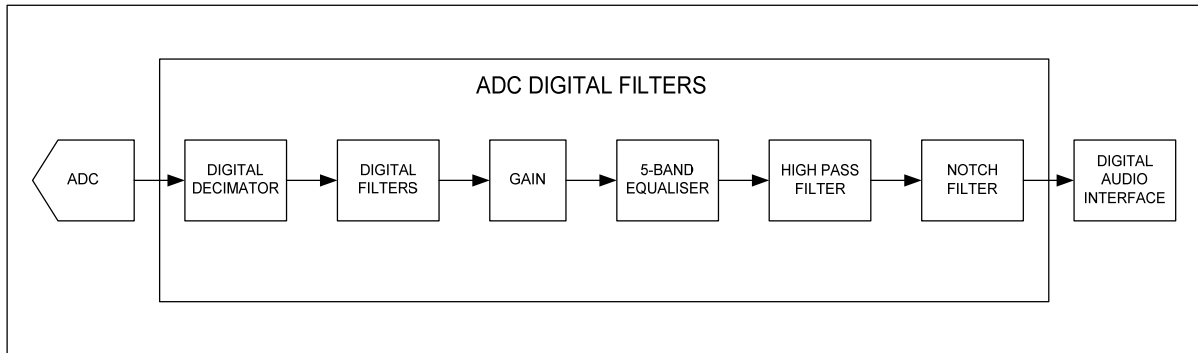 ADC DIGITAL FILTERS
ADC
DIGITAL
DECIMATOR
DIGITAL
FILTERS
GAIN
5-BAND
EQUALISER
HIGH PASS
FILTER
NOTCH
FILTER
DIGITAL
AUDIO
INTERFACE